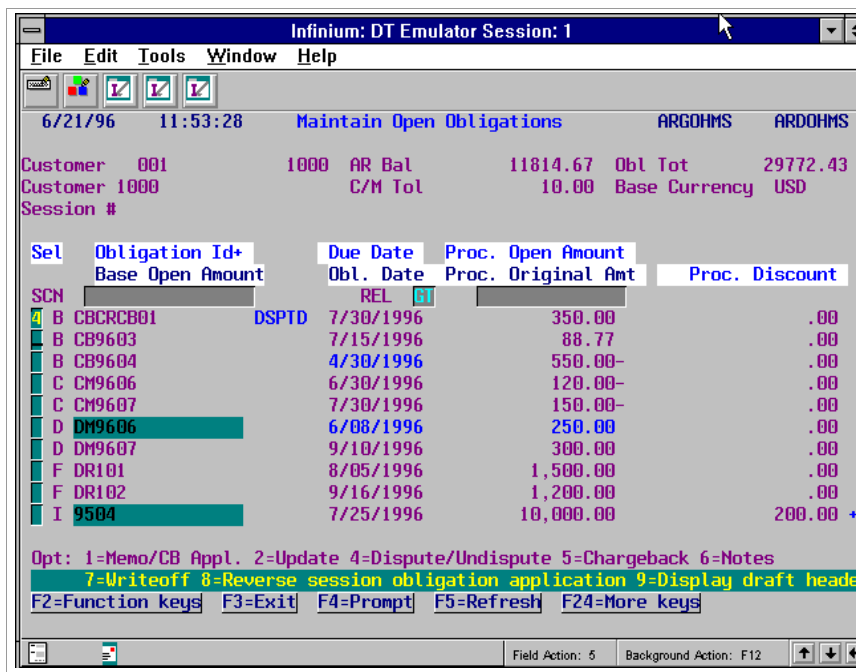 Infinium: DT Emulator Session: 1
File Edit Tools Window Help
6/21/96 11:53:28 Maintain Open Obligations ARGOHMS ARDOHMS
Customer 001 1000 AR Bal 11814.67 Obl Tot 29772.43
Customer 1000 C/M Tol 10.00 Base Currency USD
Session #
Sel Obligation Id+ Due Date Proc. Open Amount
Base Open Amount Obl. Date Proc. Original Amt Proc. Discount
SCN REL GT
4 B CBCRCB01 DSPTD 7/30/1996 350.00 .00
B CB9603 7/15/1996 88.77 .00
B CB9604 4/30/1996 550.00- .00
C CM9606 6/30/1996 120.00- .00
C CM9607 7/30/1996 150.00- .00
D DM9606 6/08/1996 250.00 .00
D DM9607 9/10/1996 300.00 .00
F DR101 8/05/1996 1,500.00 .00
F DR102 9/16/1996 1,200.00 .00
I 9504 7/25/1996 10,000.00 200.00 +
Opt: 1=Memo/CB Appl. 2=Update 4=Dispute/Undispute 5=Chargeback 6=Notes
7=Writeoff 8=Reverse session obligation application 9=Display draft heade
F2=Function keys F3=Exit F4=Prompt F5=Refresh F24=More keys
Field Action: 5 Background Action: F12